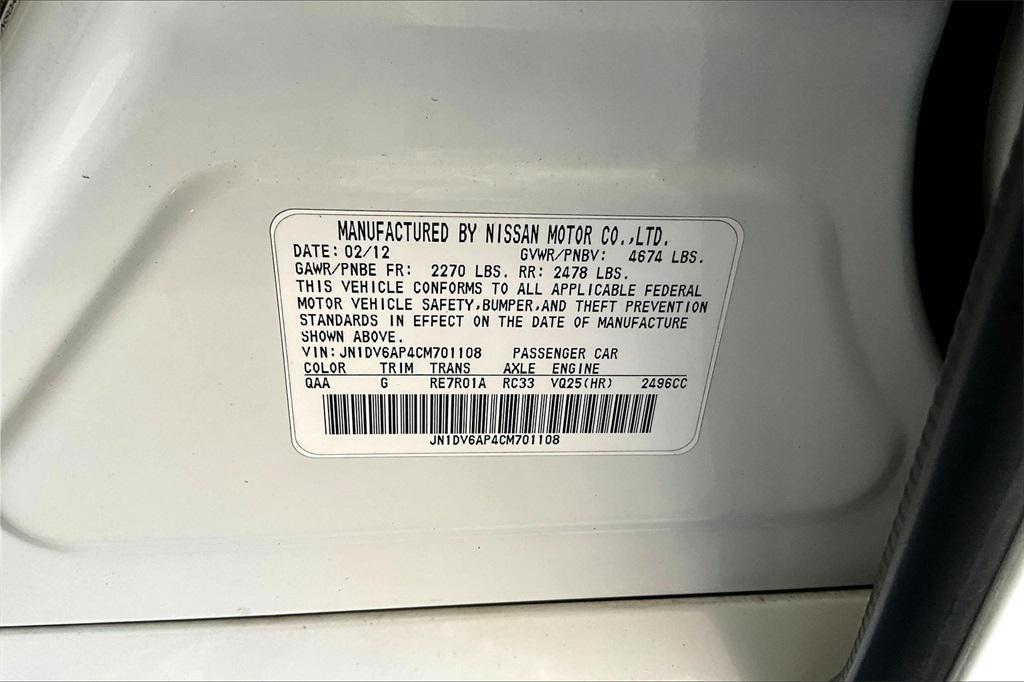 MANUFACTURED BY NISSAN MOTOR CO.,LTD.
DATE: 02/12 GVWR/PNBV: 4674 LBS.
GAWR/PNBE FR: 2270 LBS. RR: 2478 LBS.
THIS VEHICLE CONFORMS TO ALL APPLICABLE FEDERAL
MOTOR VEHICLE SAFETY,BUMPER,AND THEFT PREVENTION
STANDARDS IN EFFECT ON THE DATE OF MANUFACTURE
SHOWN ABOVE.
VIN: JN1DV6AP4CM701108 PASSENGER CAR
COLOR TRIM TRANS AXLE ENGINE
QAA G RE7R01A RC33 VQ25(HR) 2496CC
JN1DV6AP4CM701108